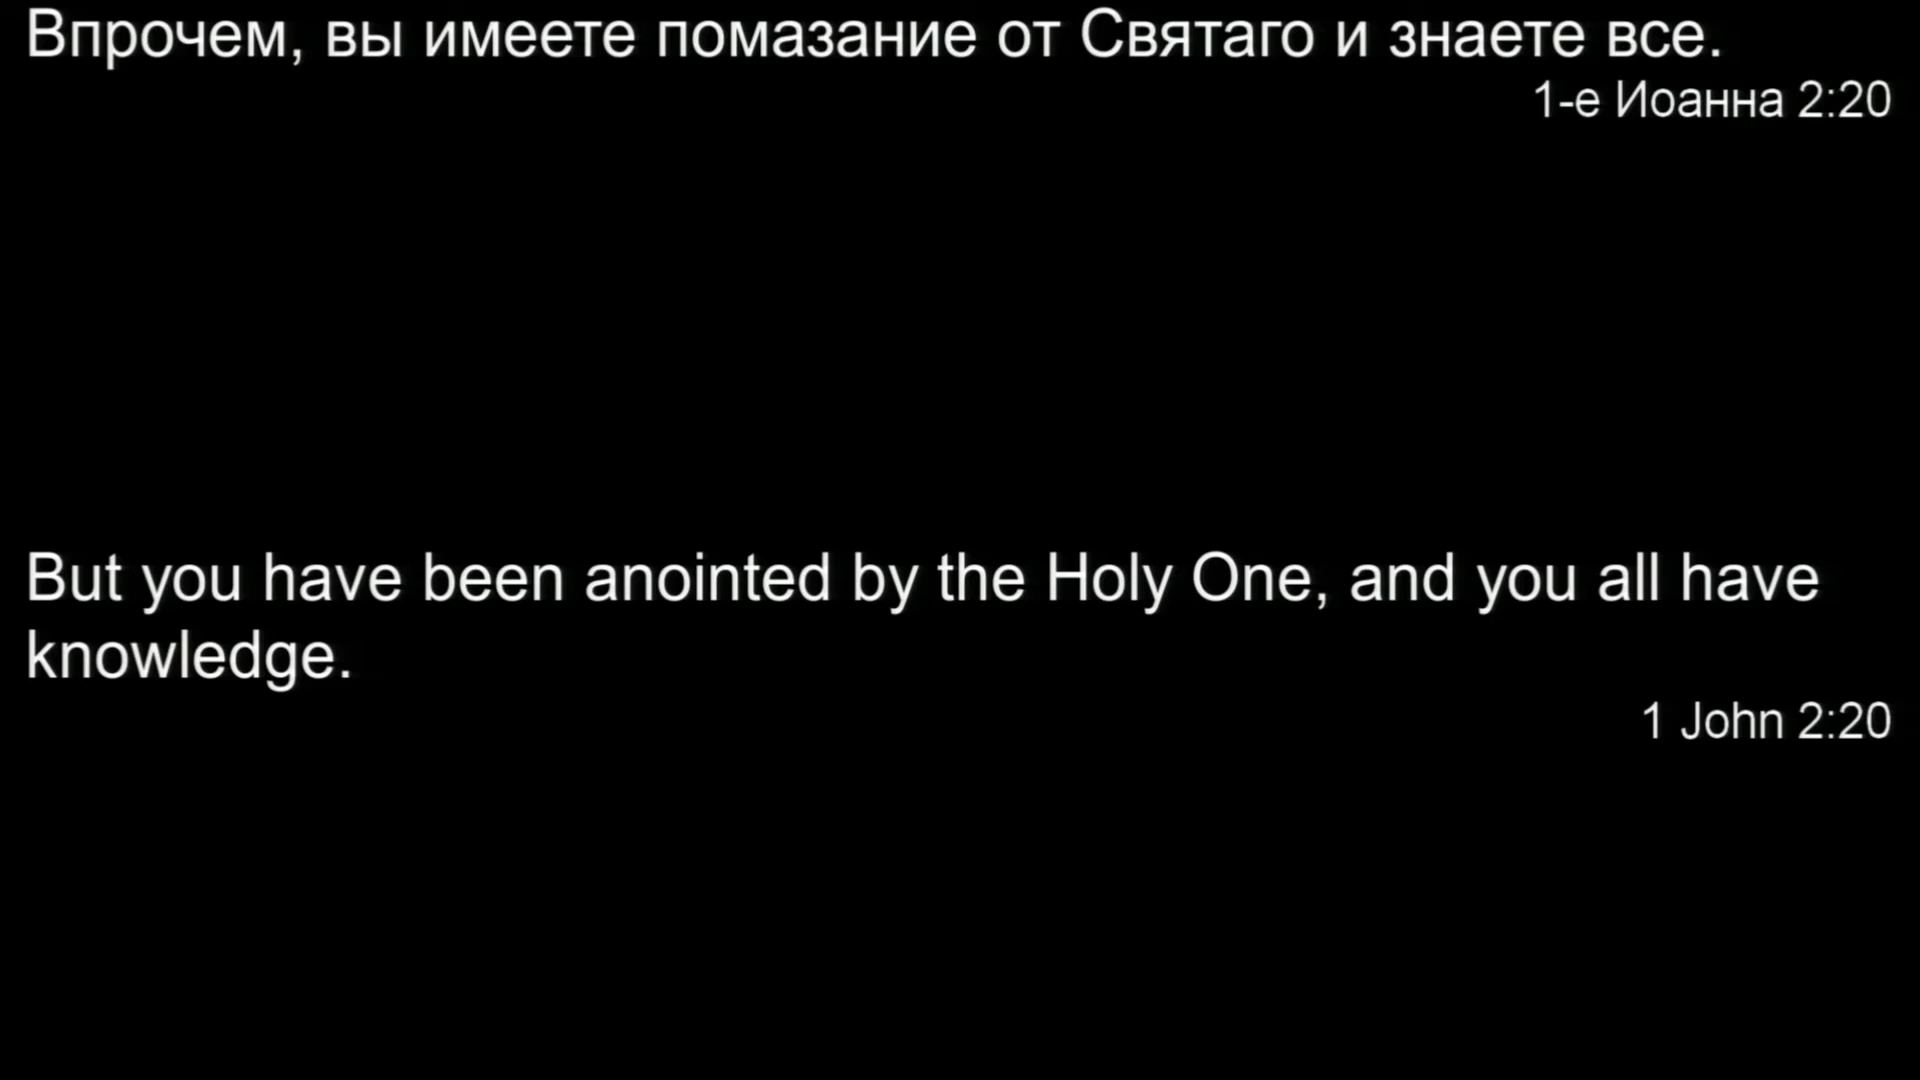 Впрочем, вы имеете помазание от Святаго и знаете все.
1-е Иоанна 2:20
But you have been anointed by the Holy One, and you all have
knowledge.
1 John 2:20